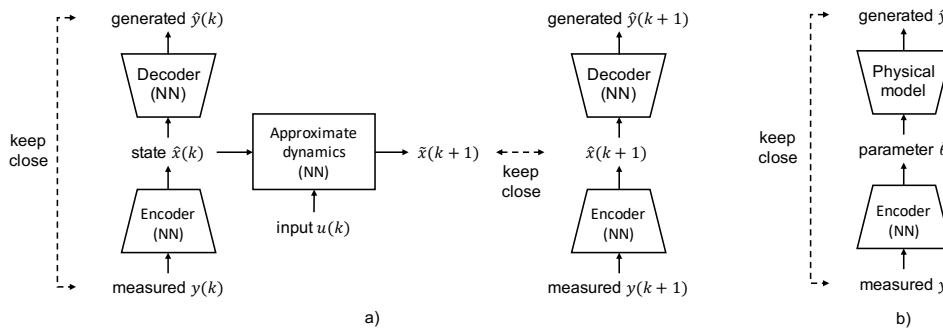 generated ŷ(k)
Decoder
(NN)
keep
close
state x̂(k)
Encoder
(NN)
measured y(k)
Approximate
dynamics
(NN)
input u(k)
x̃(k + 1)
keep
close
generated ŷ(k + 1)
Decoder
(NN)
x̂(k + 1)
Encoder
(NN)
measured y(k + 1)
a)
generated ŷ
Physical
model
keep
close
parameter
Encoder
(NN)
measured y
b)